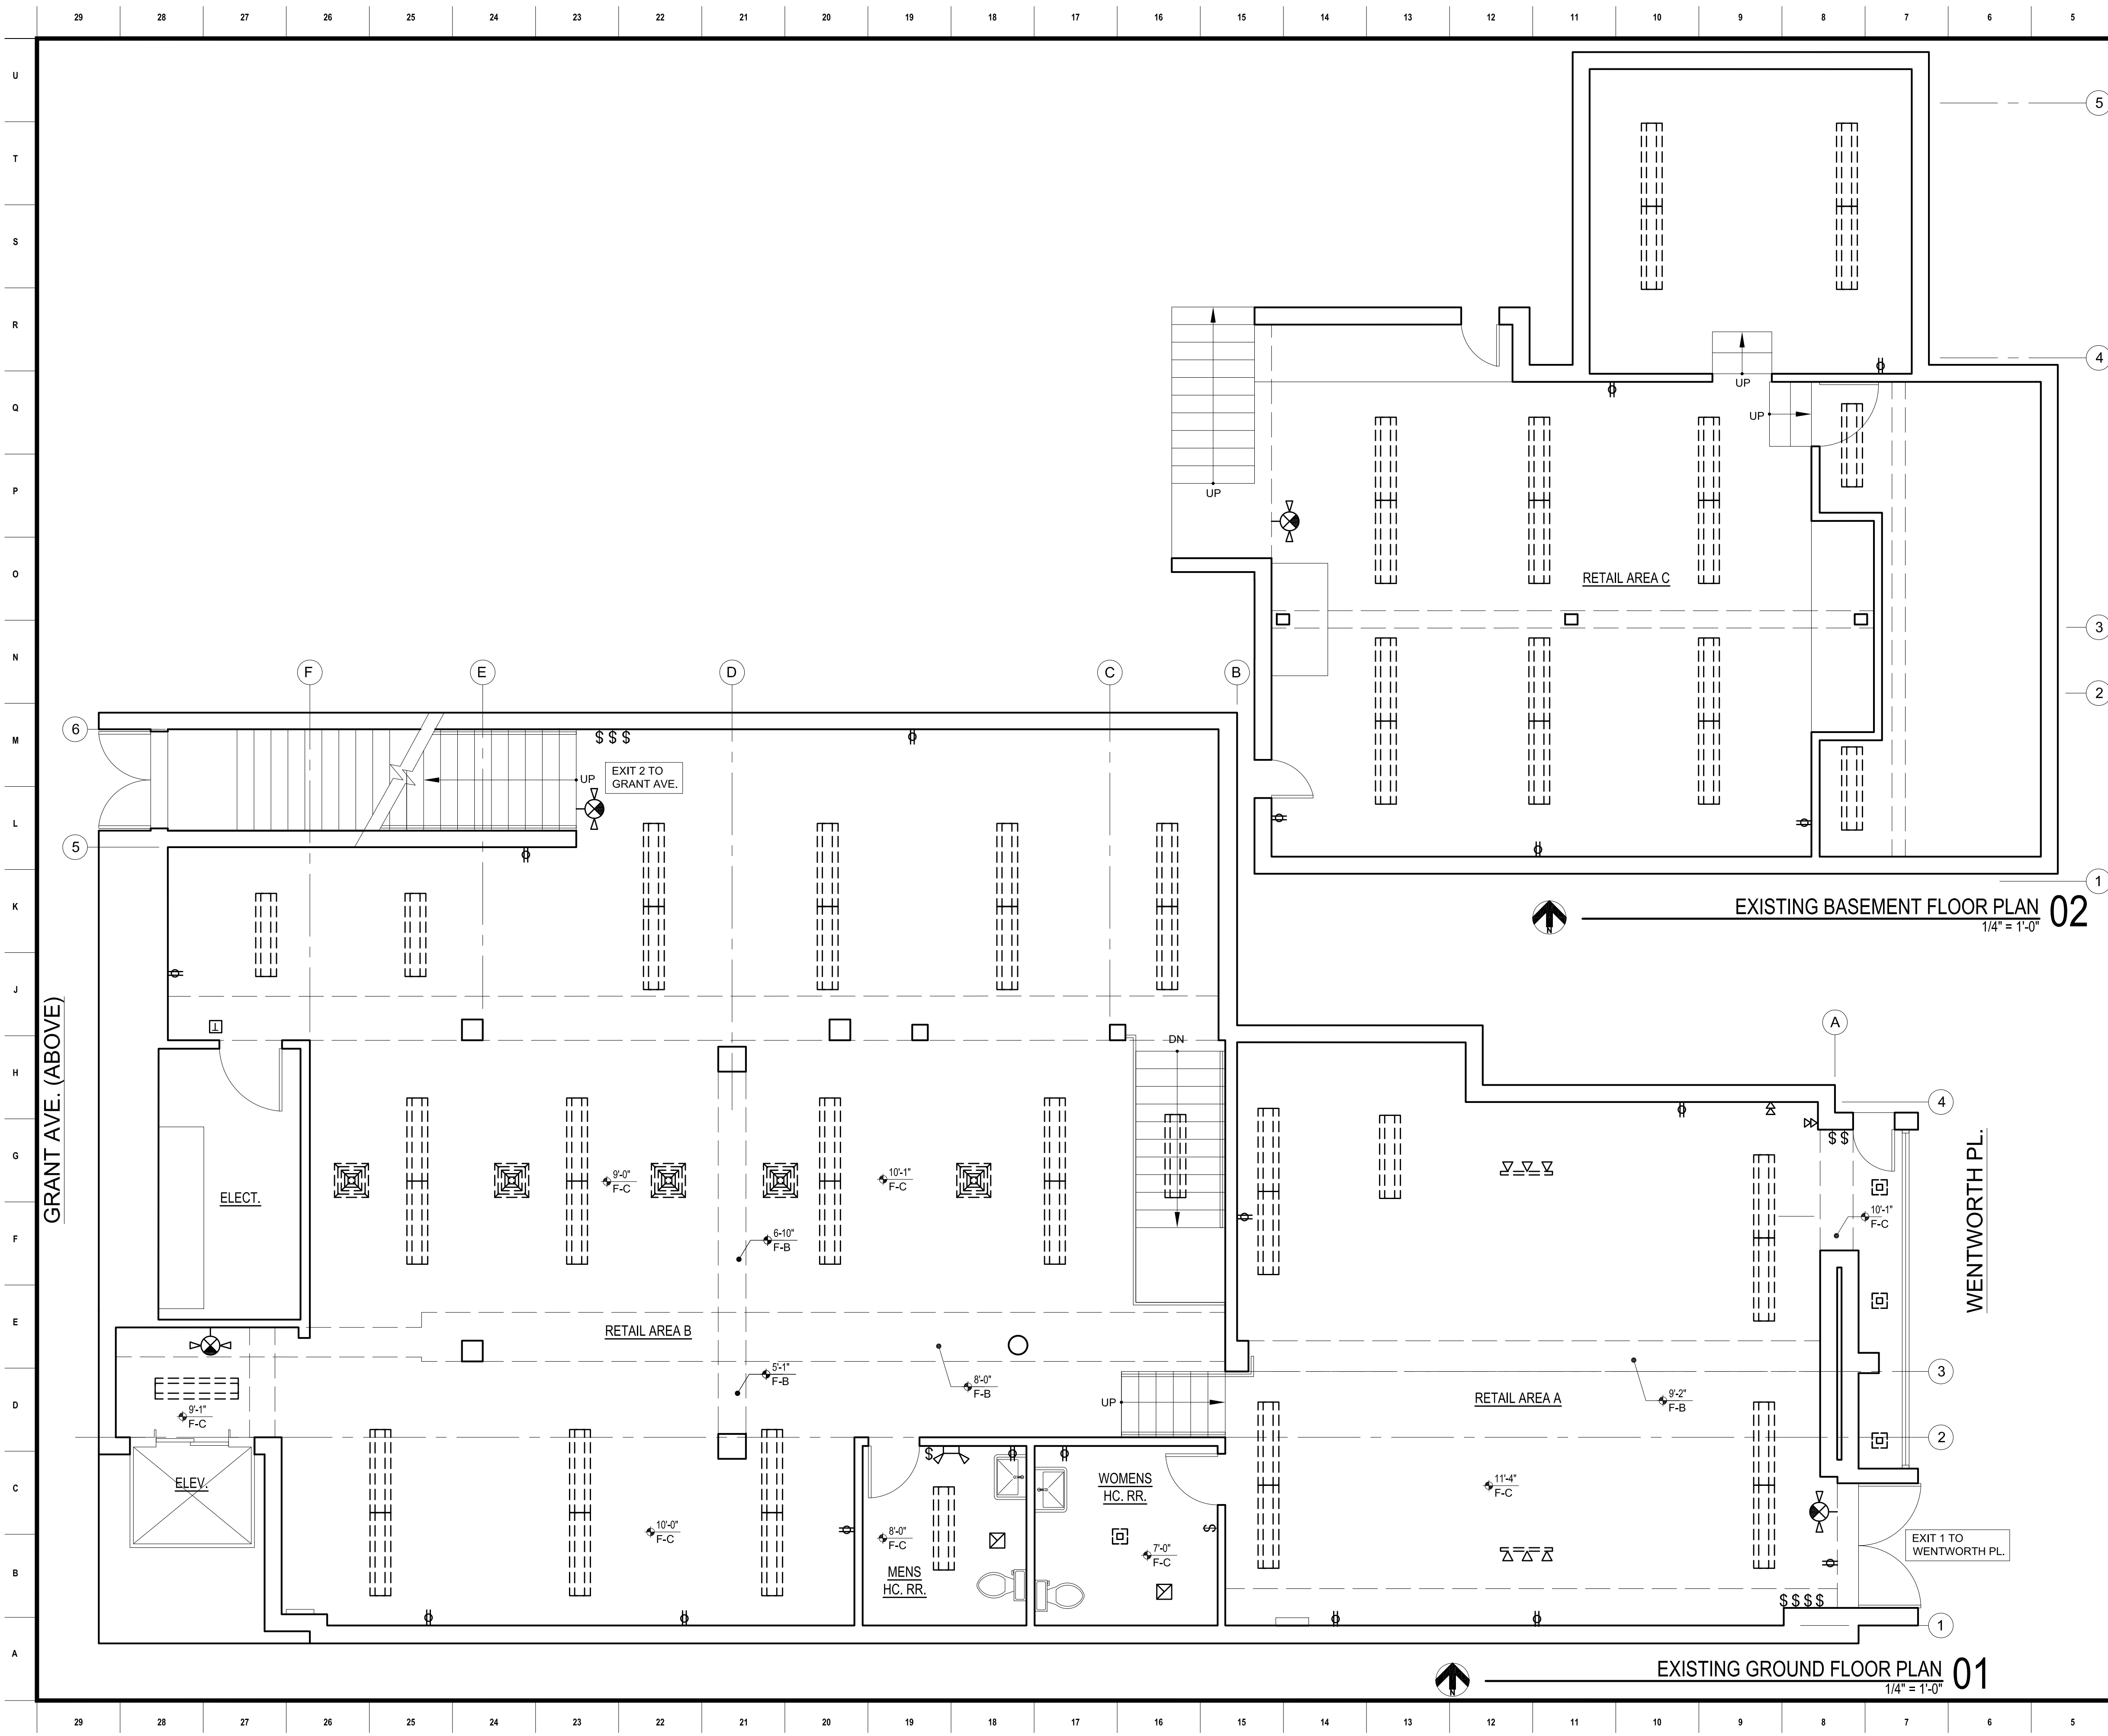 29 28 27 26 25 24 23 22 21 20 19 18 17 16 15 14 13 12 11 10 9 8 7 6 5
U
T
S
R
Q
P
O
N
M
L
K
J
H
G
F
E
D
C
B
A
5
4
3
2
1
UP
UP
UP
RETAIL AREA C
EXISTING BASEMENT FLOOR PLAN 02
1/4" = 1'-0"
N
F E D C B
6
5
$ $ $
UP
EXIT 2 TO
GRANT AVE.
GRANT AVE. (ABOVE)
T
DN
A
4
3
2
1
$ $
WENTWORTH PL.
ELECT.
9'-0"
F-C
10'-1"
F-C
10'-1"
F-C
6-10"
F-B
RETAIL AREA B
5'-1"
F-B
8'-0"
F-B
9'-1"
F-C
UP
RETAIL AREA A
9'-2"
F-B
ELEV.
$
WOMENS
HC. RR.
11'-4"
F-C
10'-0"
F-C
8'-0"
F-C
$
7'-0"
F-C
MENS
HC. RR.
EXIT 1 TO
WENTWORTH PL.
$ $ $ $
EXISTING GROUND FLOOR PLAN 01
1/4" = 1'-0"
N
29 28 27 26 25 24 23 22 21 20 19 18 17 16 15 14 13 12 11 10 9 8 7 6 5